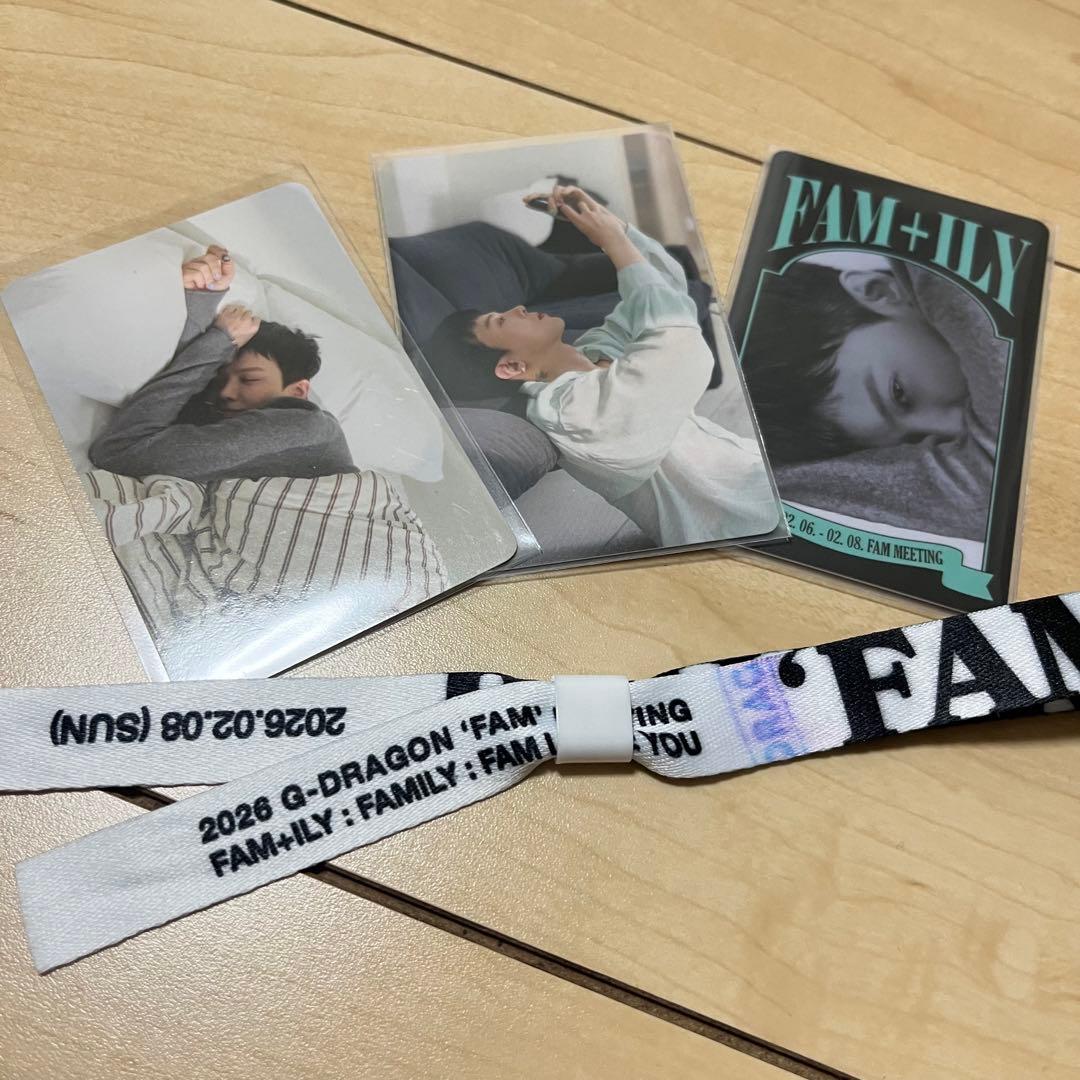 FAM+ILY
02. 06. - 02. 08. FAM MEETING
2026.02.08 (SUN)
2026 G-DRAGON ‘FAM’
FAM+ILY : FAMILY : FAM I YOU
‘FAM